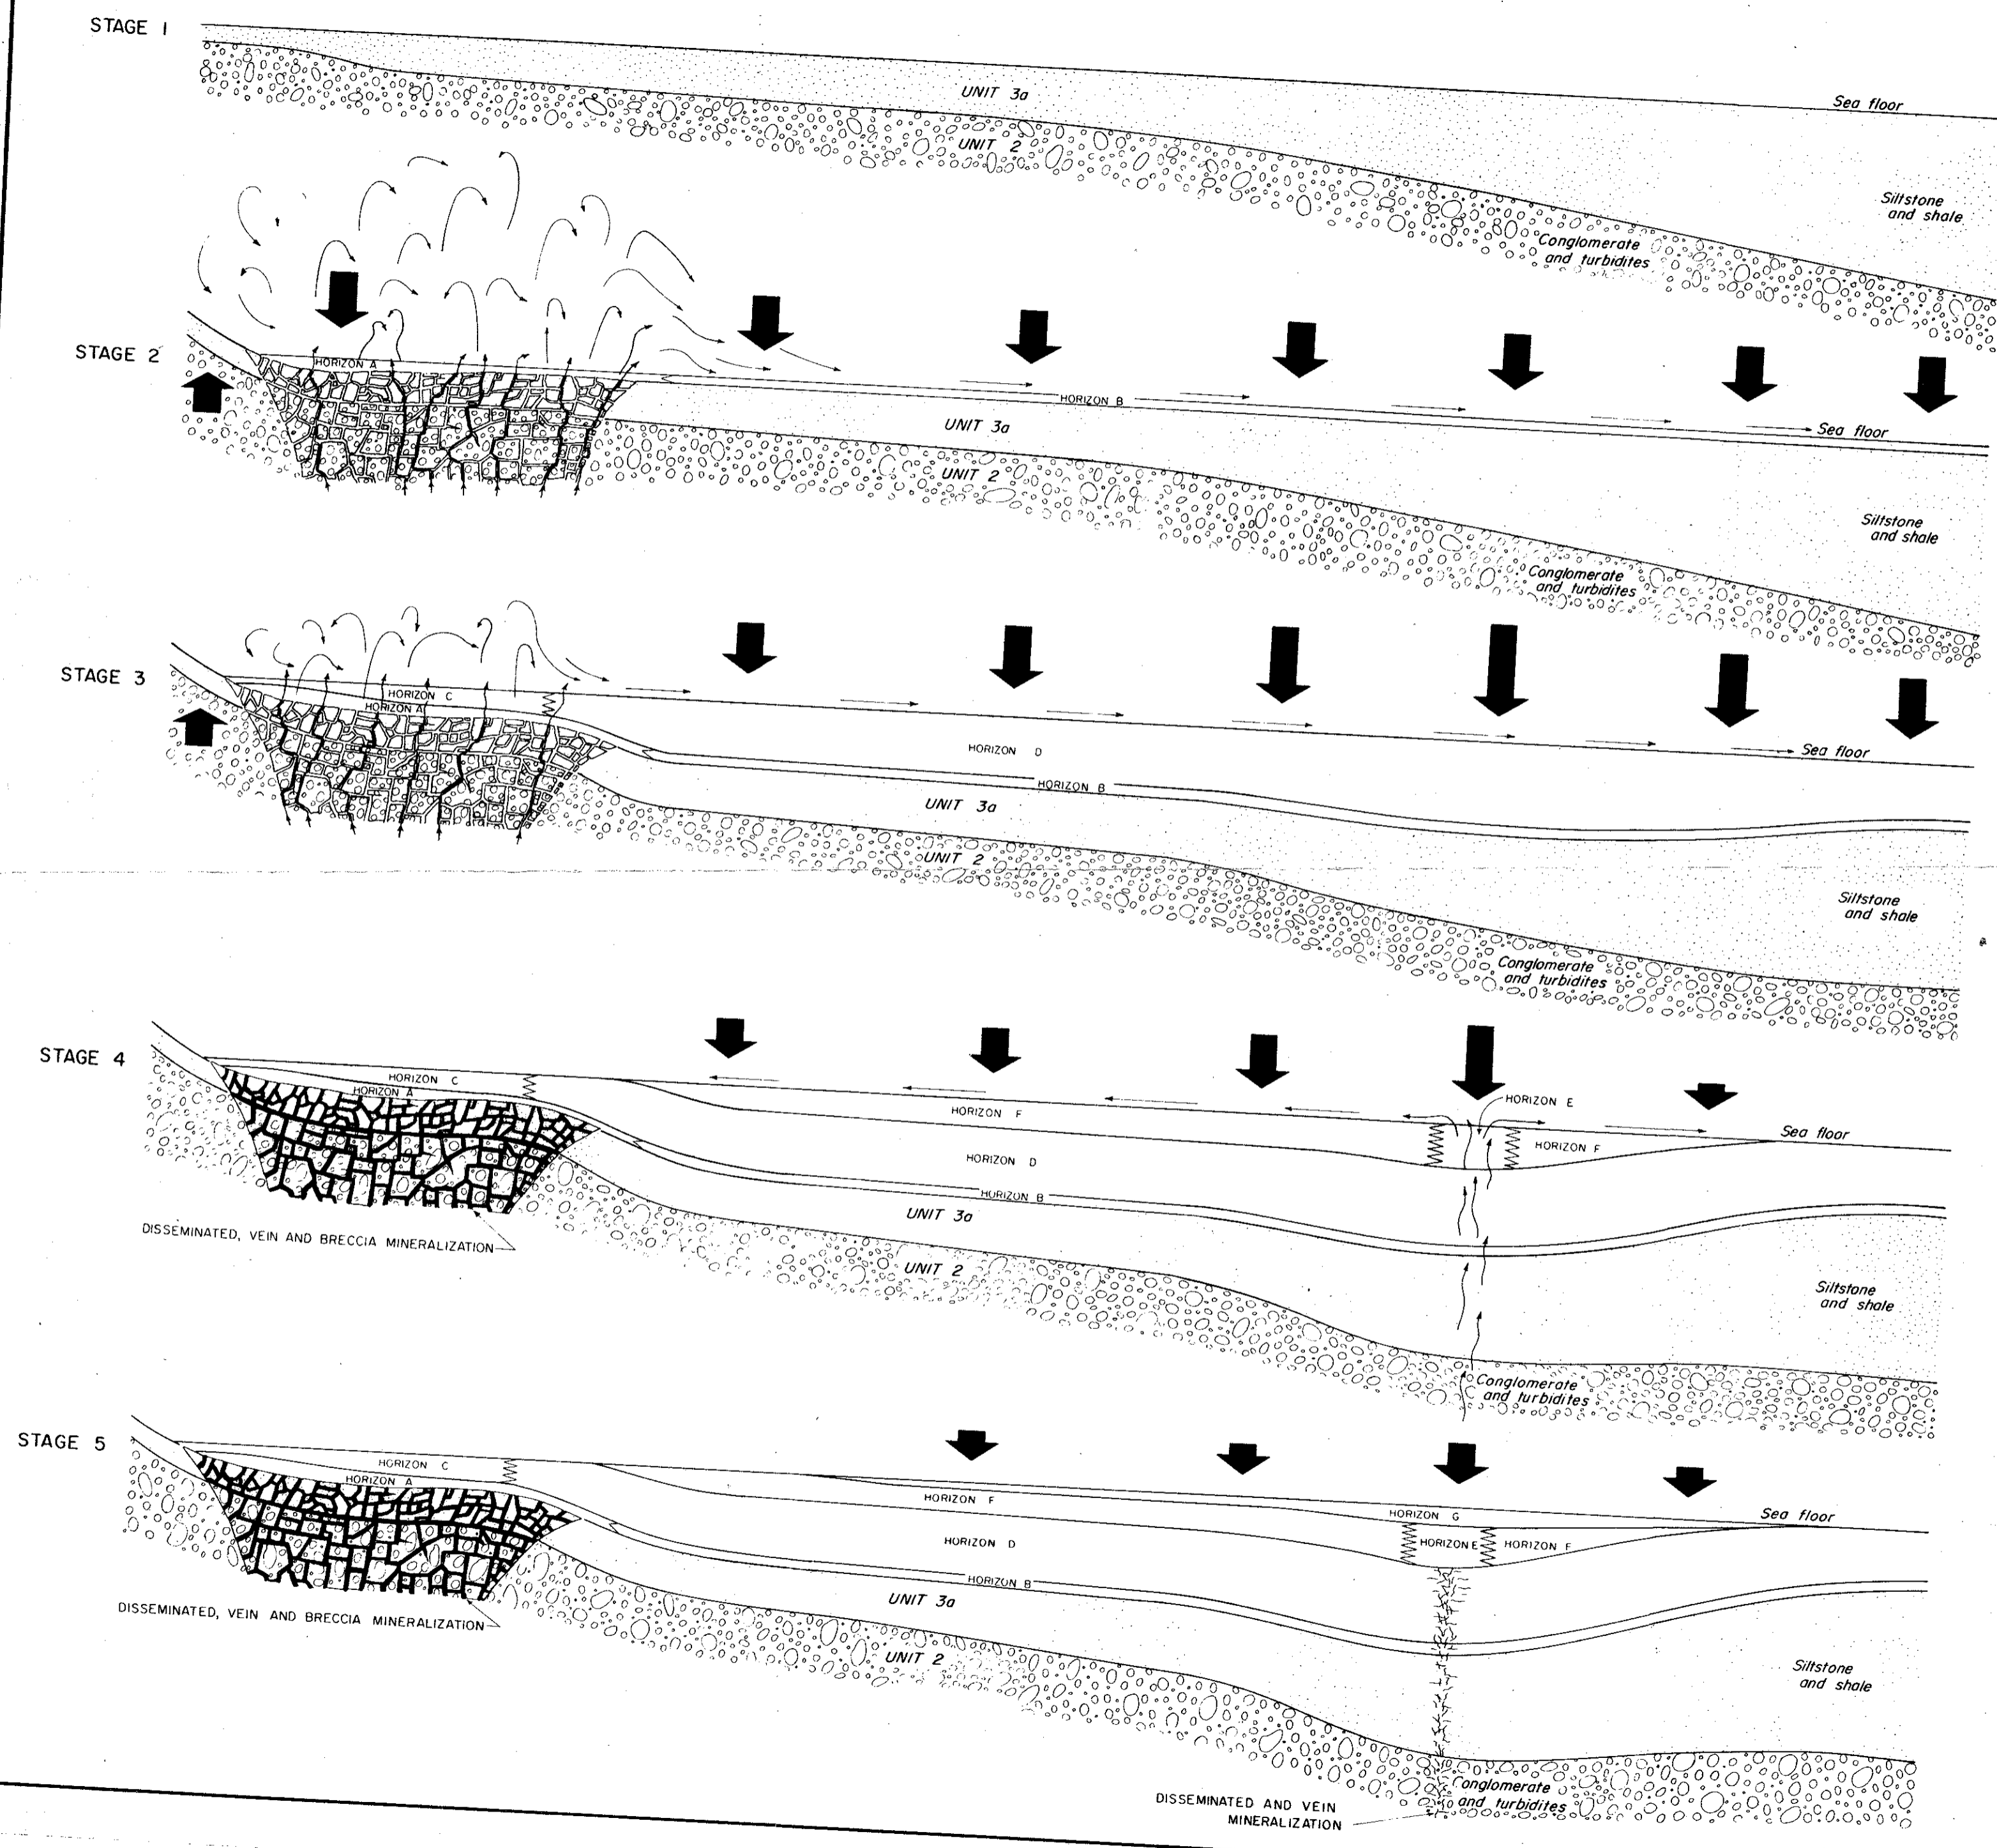 STAGE 1
UNIT 3a
Sea floor
UNIT 2
Siltstone
and shale
Conglomerate
and turbidites
STAGE 2
HORIZON A
HORIZON B
UNIT 3a
Sea floor
UNIT 2
Siltstone
and shale
Conglomerate
and turbidites
STAGE 3
HORIZON C
HORIZON A
HORIZON D
Sea floor
HORIZON B
UNIT 3a
UNIT 2
Siltstone
and shale
Conglomerate
and turbidites
STAGE 4
HORIZON C
HORIZON A
HORIZON E
HORIZON F
Sea floor
HORIZON F
HORIZON D
HORIZON B
UNIT 3a
DISSEMINATED, VEIN AND BRECCIA MINERALIZATION
UNIT 2
Siltstone
and shale
Conglomerate
and turbidites
STAGE 5
HORIZON C
HORIZON A
HORIZON F
HORIZON G
Sea floor
HORIZON D
HORIZON E
HORIZON F
HORIZON B
UNIT 3a
DISSEMINATED, VEIN AND BRECCIA MINERALIZATION
UNIT 2
Siltstone
and shale
Conglomerate
and turbidites
DISSEMINATED AND VEIN
MINERALIZATION